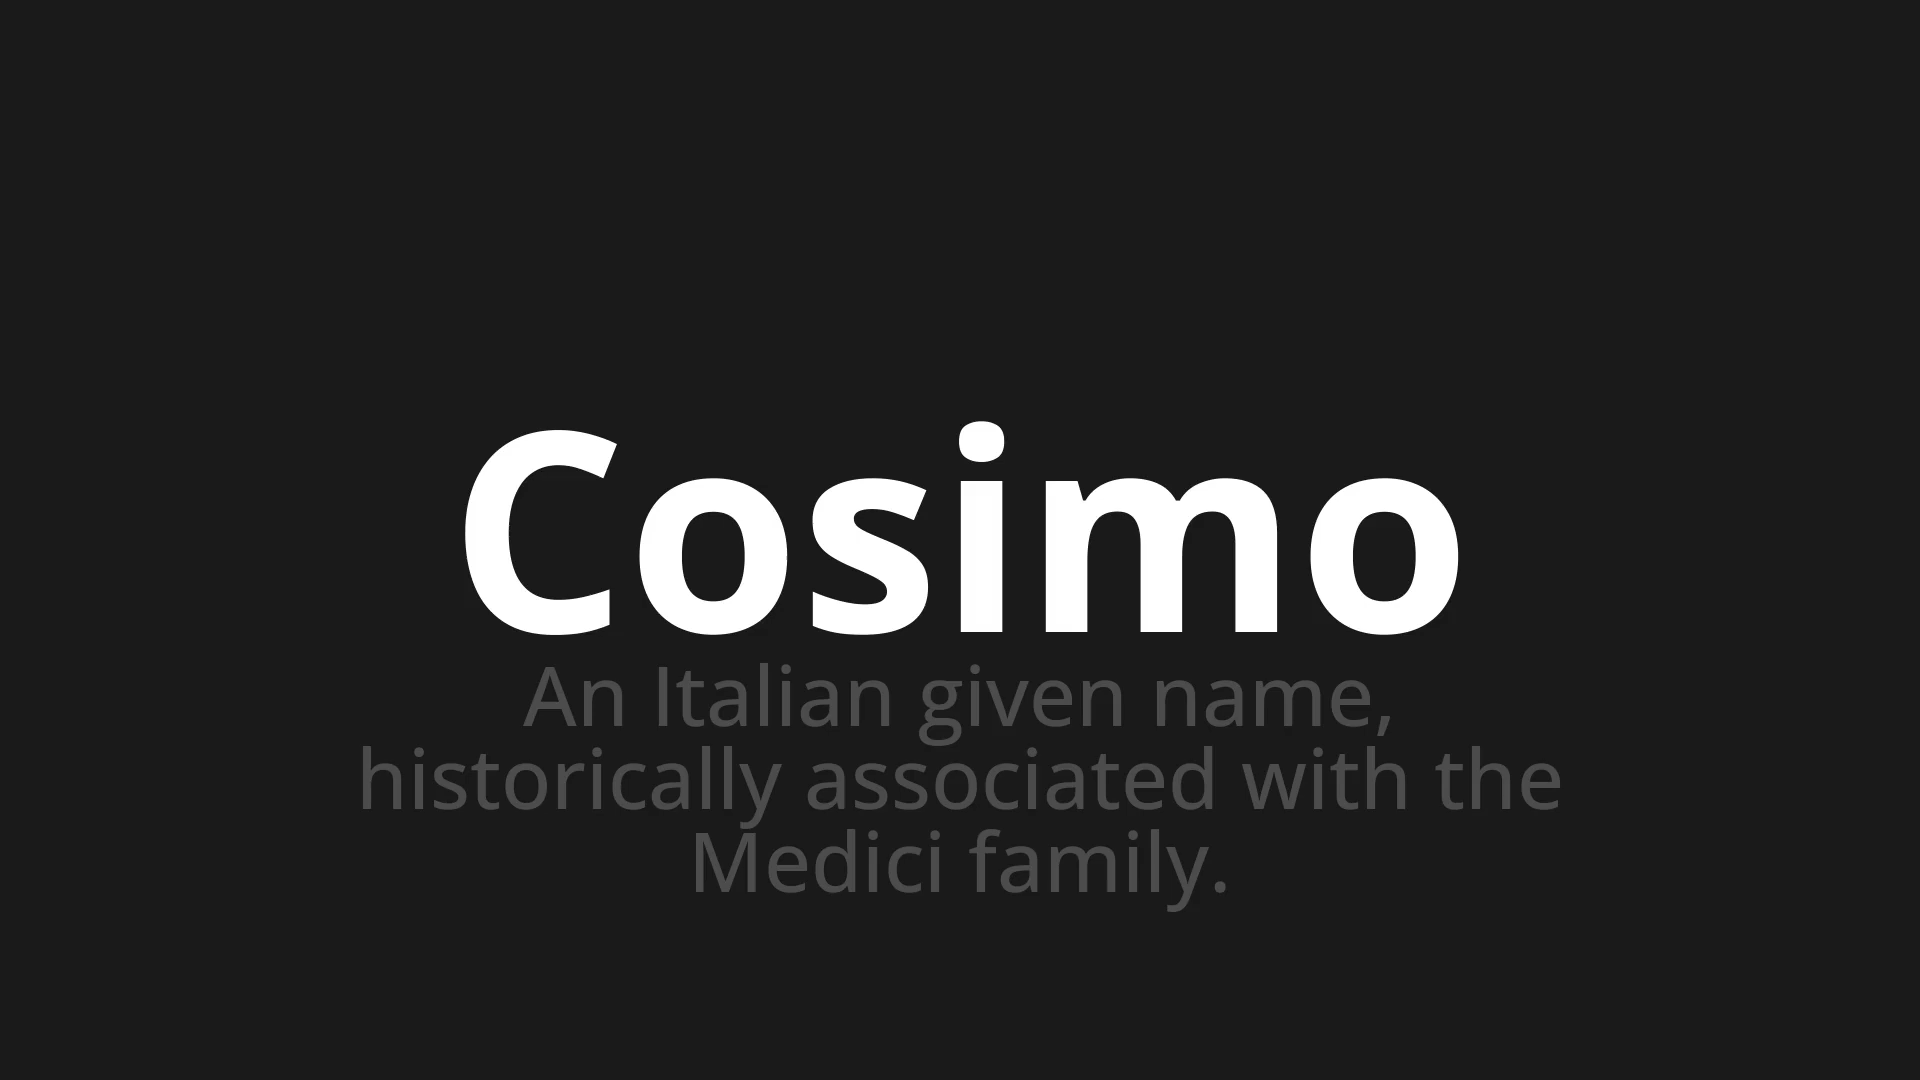 Cosimo
An Italian given name,
historically associated with the
Medici family.